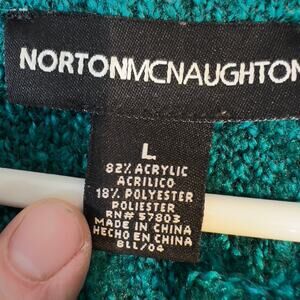 NORTONMCNAUGHTON
L
82% ACRYLIC
ACRILICO
18% POLYESTER
POLIESTER
RN# 57803
MADE IN CHINA
HECHO EN CHINA
8LL/04